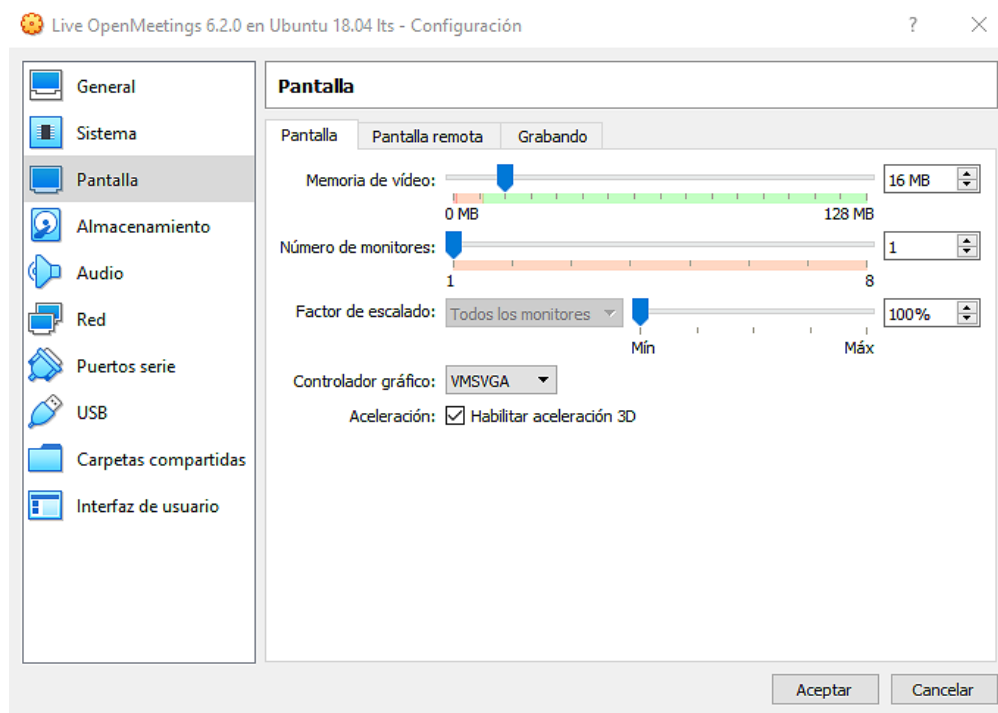 Live OpenMeetings 6.2.0 en Ubuntu 18.04 lts - Configuración
?
General
Sistema
Pantalla
Almacenamiento
Audio
Red
Puertos serie
USB
Carpetas compartidas
Interfaz de usuario
Pantalla
Pantalla Pantalla remota Grabando
Memoria de vídeo: 16 MB
0 MB 128 MB
Número de monitores: 1
1 8
Factor de escalado: Todos los monitores 100%
Mín Máx
Controlador gráfico: VMSVGA
Aceleración: Habilitar aceleración 3D
Aceptar Cancelar